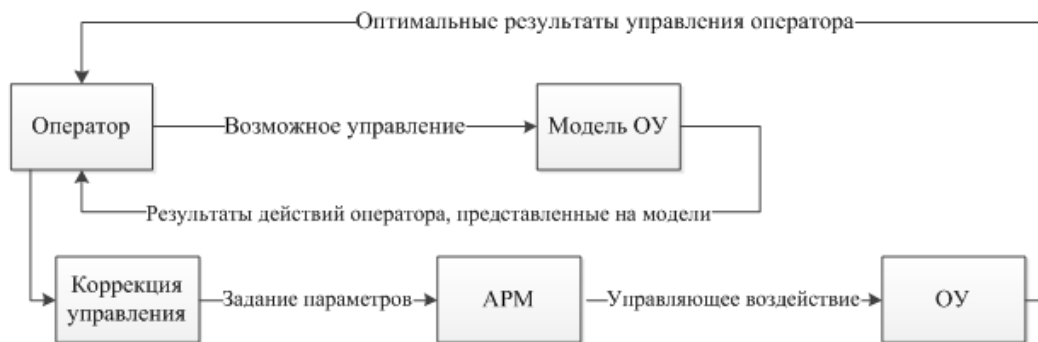 Оптимальные результаты управления оператора
Оператор
Возможное управление
Модель ОУ
Результаты действий оператора, представленные на модели
Коррекция
управления
Задание параметров
АРМ
Управляющее воздействие
ОУ